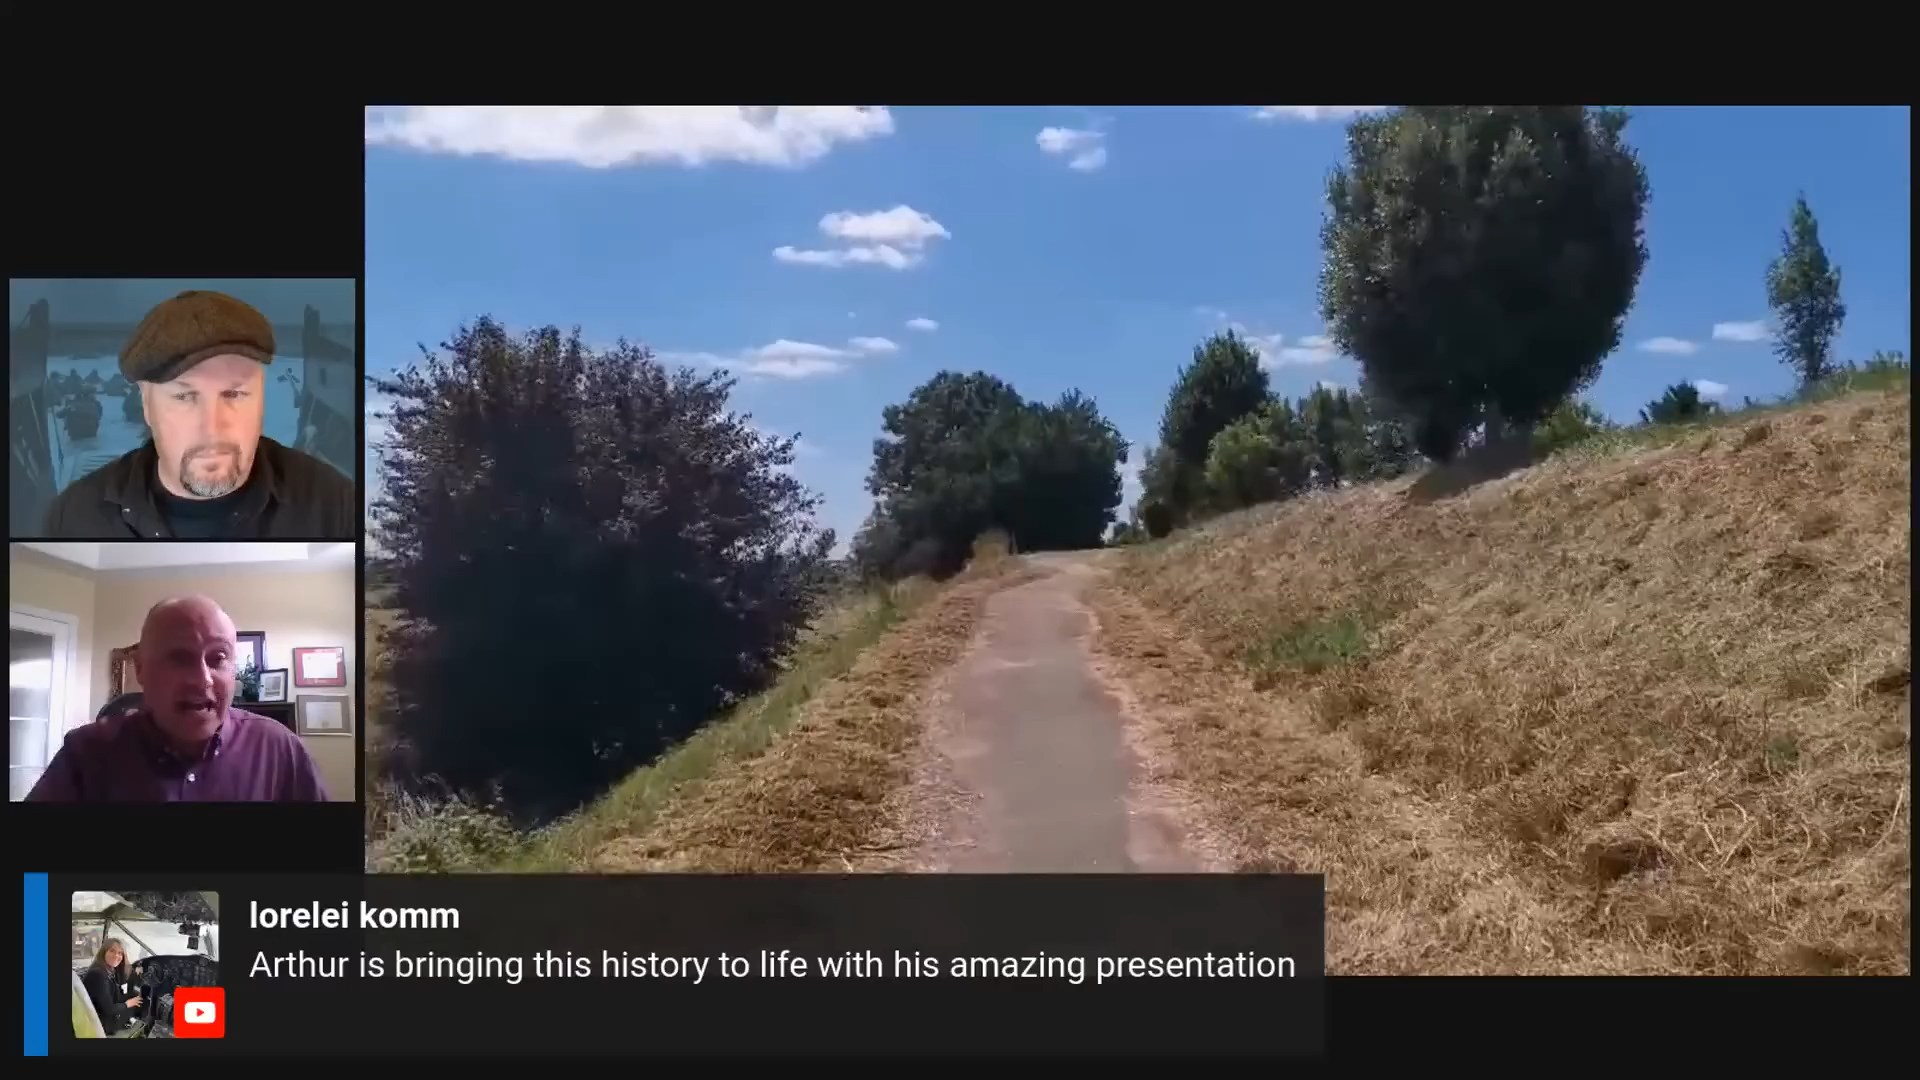 lorelei komm
Arthur is bringing this history to life with his amazing presentation